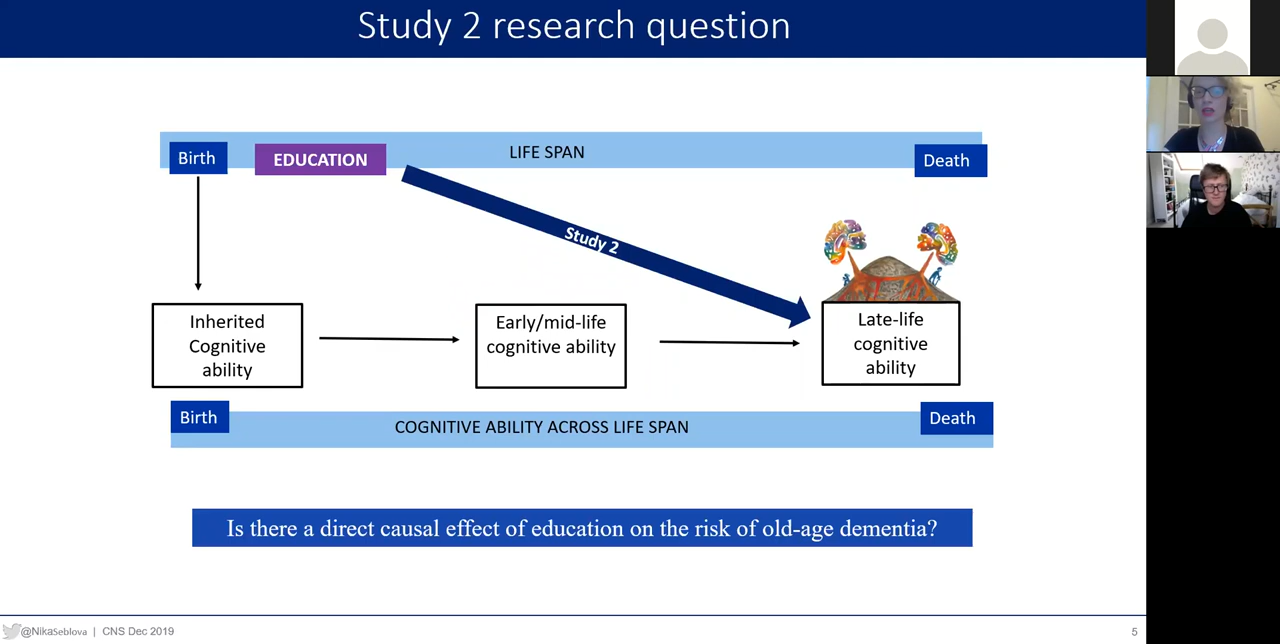 Study 2 research question
Birth
EDUCATION
LIFE SPAN
Death
Study 2
Inherited
Cognitive
ability
Early/mid-life
cognitive ability
Late-life
cognitive
ability
Birth
COGNITIVE ABILITY ACROSS LIFE SPAN
Death
Is there a direct causal effect of education on the risk of old-age dementia?
@NikaSeblova | CNS Dec 2019
5